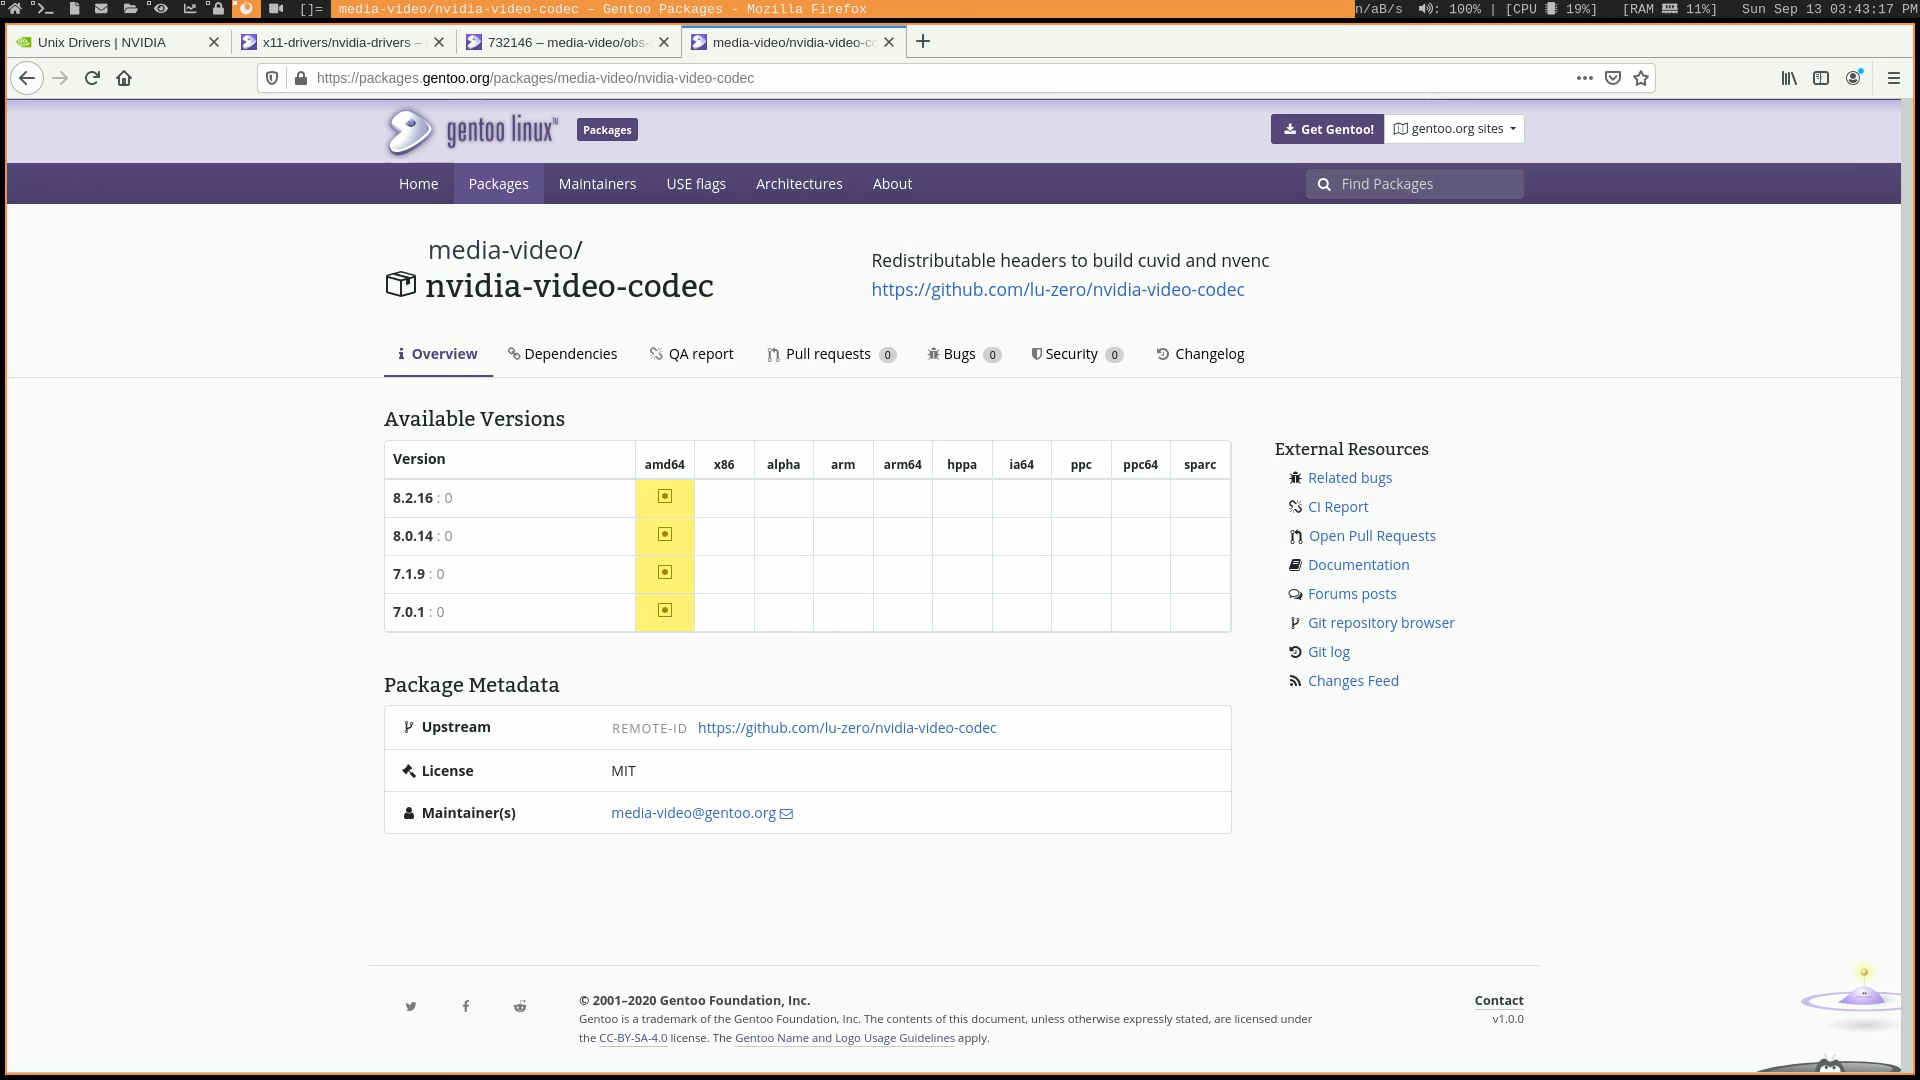 []= media-video/nvidia-video-codec – Gentoo Packages - Mozilla Firefox n/aB/s : 100% | [CPU 19%] [RAM 11%] Sun Sep 13 03:43:17 PM
Unix Drivers | NVIDIA x11-drivers/nvidia-drivers – 732146 – media-video/obs- media-video/nvidia-video-co
https://packages.gentoo.org/packages/media-video/nvidia-video-codec
gentoo linux™ Packages Get Gentoo! gentoo.org sites
Home Packages Maintainers USE flags Architectures About Find Packages
media-video/
nvidia-video-codec
Redistributable headers to build cuvid and nvenc
https://github.com/lu-zero/nvidia-video-codec
Overview Dependencies QA report Pull requests 0 Bugs 0 Security 0 Changelog
Available Versions
Version amd64 x86 alpha arm arm64 hppa ia64 ppc ppc64 sparc
8.2.16 : 0
8.0.14 : 0
7.1.9 : 0
7.0.1 : 0
External Resources
Related bugs
CI Report
Open Pull Requests
Documentation
Forums posts
Git repository browser
Git log
Changes Feed
Package Metadata
Upstream REMOTE-ID https://github.com/lu-zero/nvidia-video-codec
License MIT
Maintainer(s) media-video@gentoo.org
© 2001–2020 Gentoo Foundation, Inc.
Gentoo is a trademark of the Gentoo Foundation, Inc. The contents of this document, unless otherwise expressly stated, are licensed under
the CC-BY-SA-4.0 license. The Gentoo Name and Logo Usage Guidelines apply.
Contact
v1.0.0